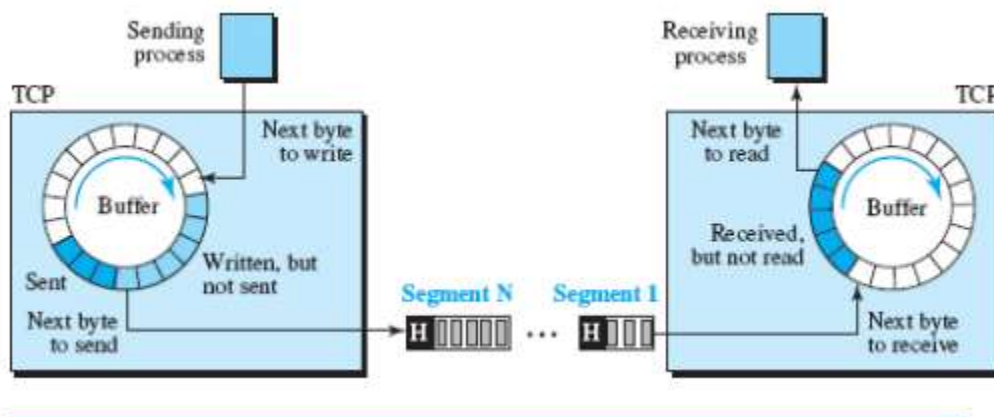 Sending
process
TCP
Next byte
to write
Buffer
Sent
Written, but
not sent
Next byte
to send
Segment N
H
...
Segment 1
H
Receiving
process
TCP
Next byte
to read
Buffer
Received,
but not read
Next byte
to receive